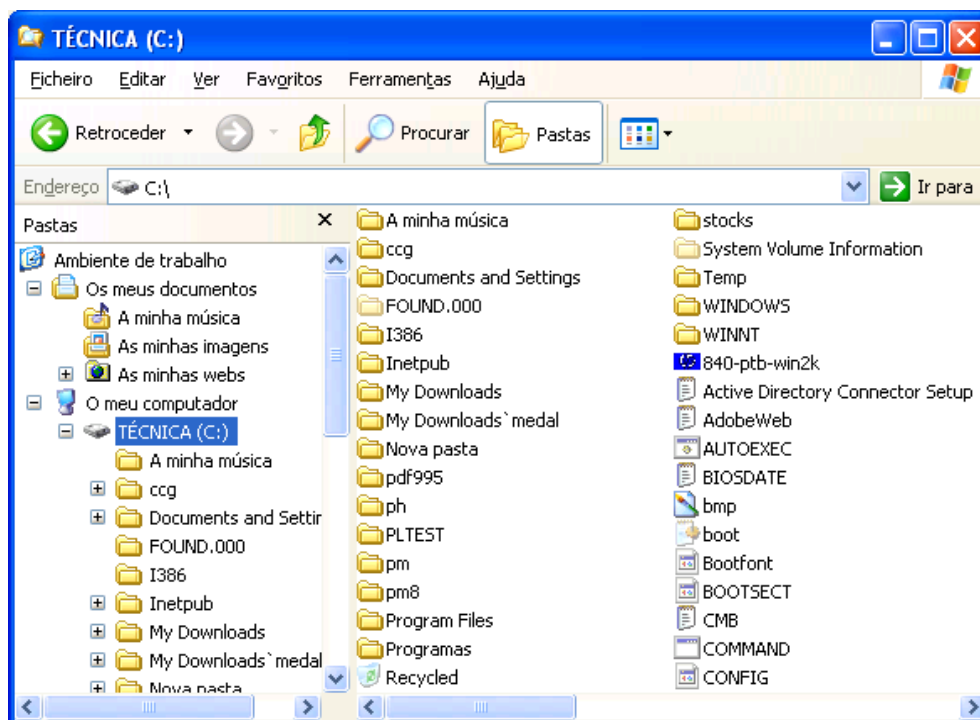 TÉCNICA (C:)
Ficheiro Editar Ver Favoritos Ferramentas Ajuda
Retroceder Procurar Pastas
Endereço C:\ Ir para
Pastas
Ambiente de trabalho
Os meus documentos
A minha música
As minhas imagens
As minhas webs
O meu computador
TÉCNICA (C:)
A minha música
ccg
Documents and Settir
FOUND.000
I386
Inetpub
My Downloads
My Downloads`medal
Nova pasta
A minha música
ccg
Documents and Settings
FOUND.000
I386
Inetpub
My Downloads
My Downloads`medal
Nova pasta
pdf995
ph
PLTEST
pm
pm8
Program Files
Programas
Recycled
stocks
System Volume Information
Temp
WINDOWS
WINNT
840-ptb-win2k
Active Directory Connector Setup
AdobeWeb
AUTOEXEC
BIOSDATE
bmp
boot
Bootfont
BOOTSECT
CMB
COMMAND
CONFIG